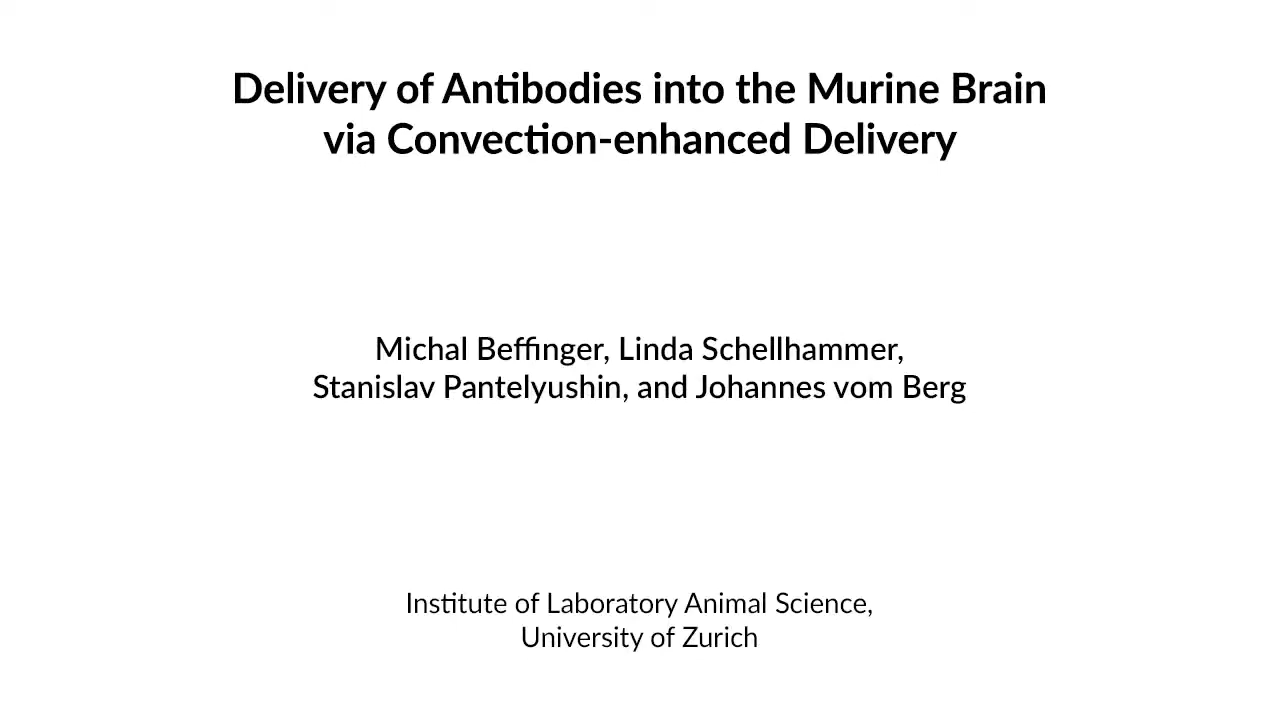 Delivery of Antibodies into the Murine Brain
via Convection-enhanced Delivery
Michal Beffinger, Linda Schellhammer,
Stanislav Pantelyushin, and Johannes vom Berg
Institute of Laboratory Animal Science,
University of Zurich